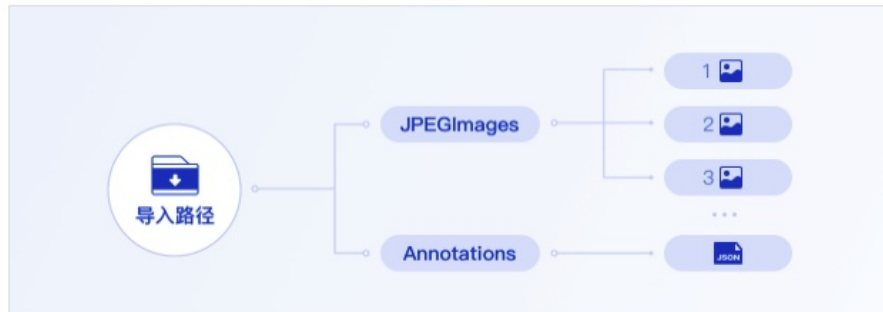 导入路径
JPEGImages
1
2
3
...
Annotations
JSON